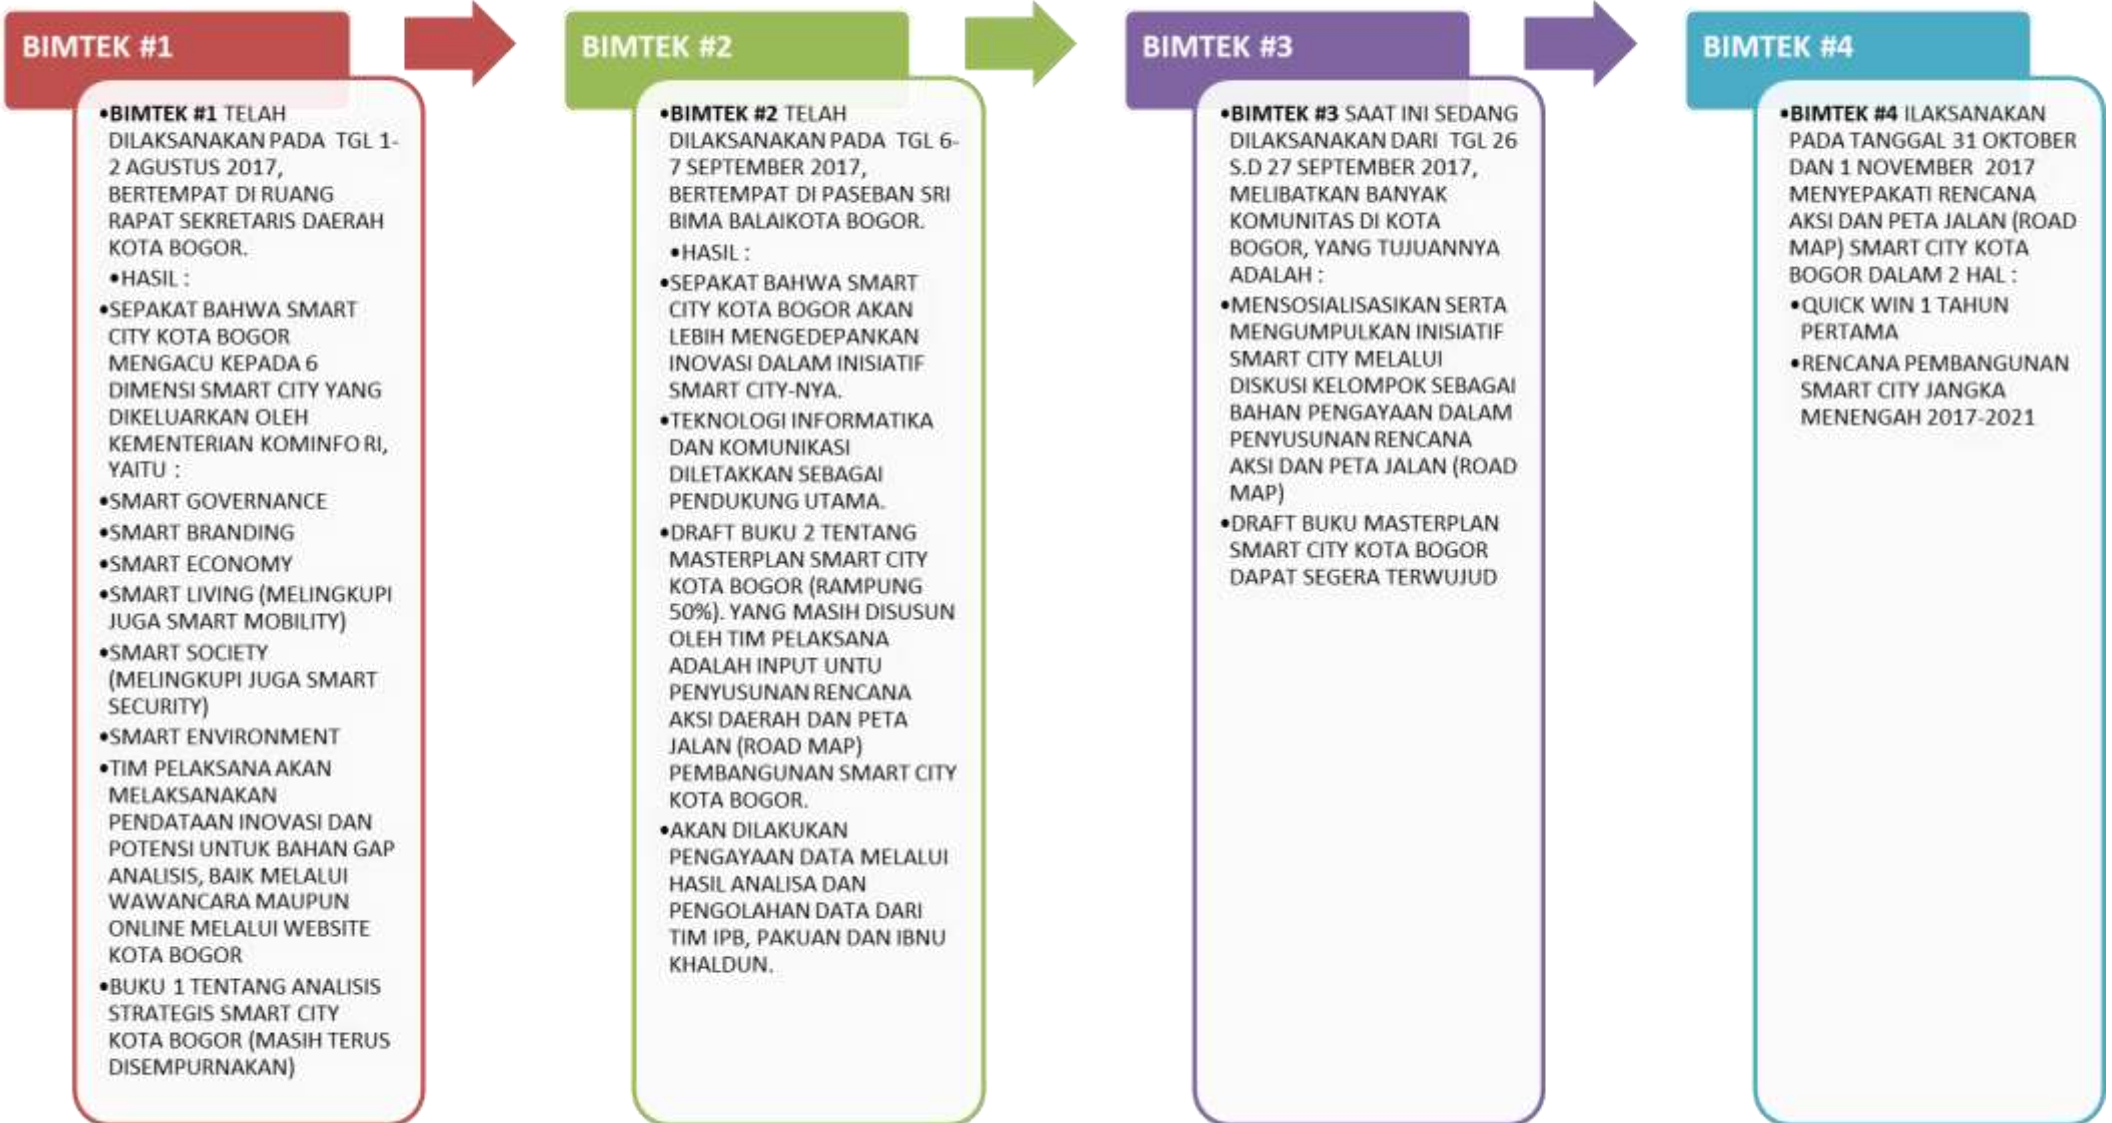 BIMTEK #1
•BIMTEK #1 TELAH
DILAKSANAKAN PADA TGL 1-
2 AGUSTUS 2017,
BERTEMPAT DI RUANG
RAPAT SEKRETARIS DAERAH
KOTA BOGOR.
•HASIL :
•SEPAKAT BAHWA SMART
CITY KOTA BOGOR
MENGACU KEPADA 6
DIMENSI SMART CITY YANG
DIKELUARKAN OLEH
KEMENTERIAN KOMINFO RI,
YAITU :
•SMART GOVERNANCE
•SMART BRANDING
•SMART ECONOMY
•SMART LIVING (MELINGKUPI
JUGA SMART MOBILITY)
•SMART SOCIETY
(MELINGKUPI JUGA SMART
SECURITY)
•SMART ENVIRONMENT
•TIM PELAKSANA AKAN
MELAKSANAKAN
PENDATAAN INOVASI DAN
POTENSI UNTUK BAHAN GAP
ANALISIS, BAIK MELALUI
WAWANCARA MAUPUN
ONLINE MELALUI WEBSITE
KOTA BOGOR
•BUKU 1 TENTANG ANALISIS
STRATEGIS SMART CITY
KOTA BOGOR (MASIH TERUS
DISEMPURNAKAN)
BIMTEK #2
•BIMTEK #2 TELAH
DILAKSANAKAN PADA TGL 6-
7 SEPTEMBER 2017,
BERTEMPAT DI PASEBAN SRI
BIMA BALAIKOTA BOGOR.
•HASIL :
•SEPAKAT BAHWA SMART
CITY KOTA BOGOR AKAN
LEBIH MENGEDEPANKAN
INOVASI DALAM INISIATIF
SMART CITY-NYA.
•TEKNOLOGI INFORMATIKA
DAN KOMUNIKASI
DILETAKKAN SEBAGAI
PENDUKUNG UTAMA.
•DRAFT BUKU 2 TENTANG
MASTERPLAN SMART CITY
KOTA BOGOR (RAMPUNG
50%). YANG MASIH DISUSUN
OLEH TIM PELAKSANA
ADALAH INPUT UNTU
PENYUSUNAN RENCANA
AKSI DAERAH DAN PETA
JALAN (ROAD MAP)
PEMBANGUNAN SMART CITY
KOTA BOGOR.
•AKAN DILAKUKAN
PENGAYAAN DATA MELALUI
HASIL ANALISA DAN
PENGOLAHAN DATA DARI
TIM IPB, PAKUAN DAN IBNU
KHALDUN.
BIMTEK #3
•BIMTEK #3 SAAT INI SEDANG
DILAKSANAKAN DARI TGL 26
S.D 27 SEPTEMBER 2017,
MELIBATKAN BANYAK
KOMUNITAS DI KOTA
BOGOR, YANG TUJUANNYA
ADALAH :
•MENSOSIALISASIKAN SERTA
MENGUMPULKAN INISIATIF
SMART CITY MELALUI
DISKUSI KELOMPOK SEBAGAI
BAHAN PENGAYAAN DALAM
PENYUSUNAN RENCANA
AKSI DAN PETA JALAN (ROAD
MAP)
•DRAFT BUKU MASTERPLAN
SMART CITY KOTA BOGOR
DAPAT SEGERA TERWUJUD
BIMTEK #4
•BIMTEK #4 ILAKSANAKAN
PADA TANGGAL 31 OKTOBER
DAN 1 NOVEMBER 2017
MENYEPAKATI RENCANA
AKSI DAN PETA JALAN (ROAD
MAP) SMART CITY KOTA
BOGOR DALAM 2 HAL :
•QUICK WIN 1 TAHUN
PERTAMA
•RENCANA PEMBANGUNAN
SMART CITY JANGKA
MENENGAH 2017-2021